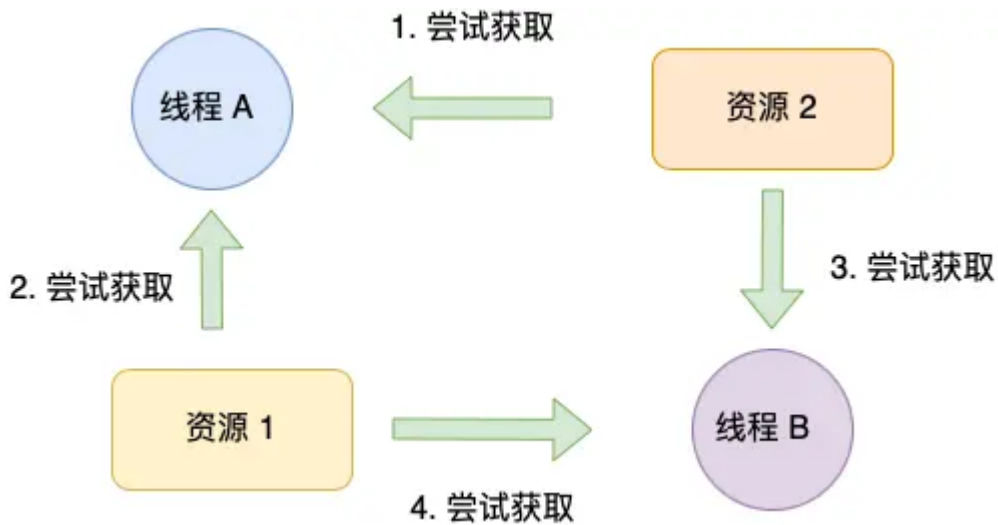 1. 尝试获取
线程 A
资源 2
2. 尝试获取
3. 尝试获取
资源 1
线程 B
4. 尝试获取